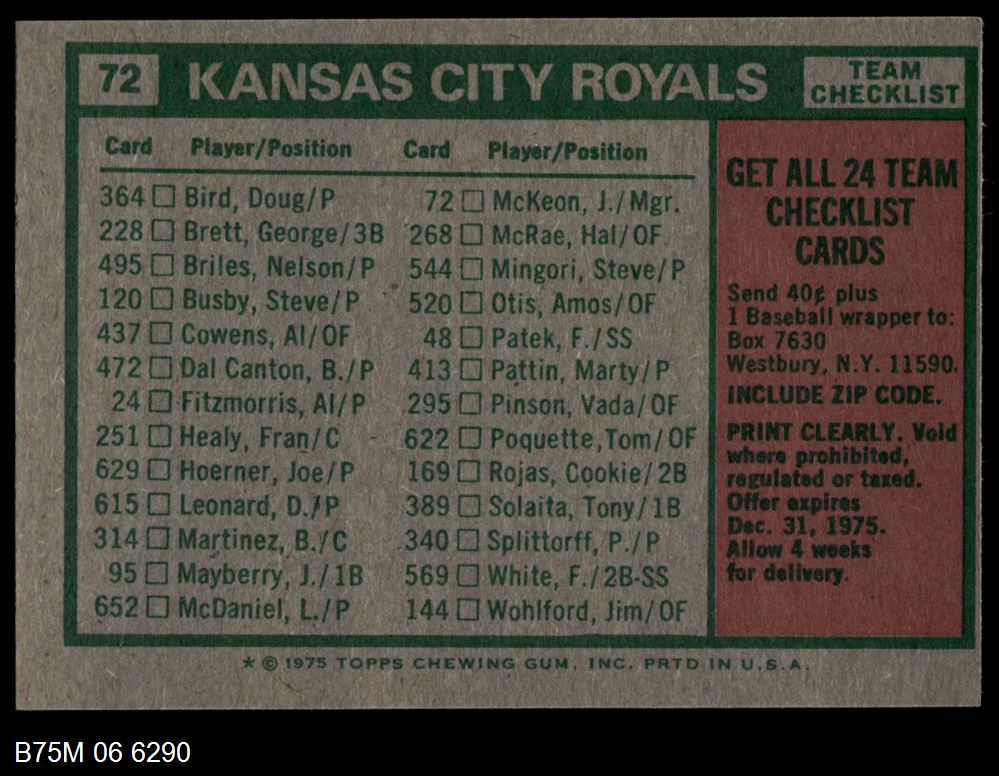 72 KANSAS CITY ROYALS TEAM CHECKLIST
Card Player/Position Card Player/Position
364 Bird, Doug/P
228 Brett, George/3B
495 Briles, Nelson/P
120 Busby, Steve/P
437 Cowens, Al/OF
472 Dal Canton, B./P
24 Fitzmorris, Al/P
251 Healy, Fran/C
629 Hoerner, Joe/P
615 Leonard, D./P
314 Martinez, B./C
95 Mayberry, J./1B
652 McDaniel, L./P
72 McKeon, J./Mgr.
268 McRae, Hal/OF
544 Mingori, Steve/P
520 Otis, Amos/OF
48 Patek, F./SS
413 Pattin, Marty/P
295 Pinson, Vada/OF
622 Poquette,Tom/OF
169 Rojas, Cookie/2B
389 Solaita, Tony/1B
340 Splittorff, P./P
569 White, F./2B-SS
144 Wohlford, Jim/OF
GET ALL 24 TEAM
CHECKLIST
CARDS
Send 40¢ plus
1 Baseball wrapper to:
Box 7630
Westbury, N.Y. 11590.
INCLUDE ZIP CODE.
PRINT CLEARLY. Void
where prohibited,
regulated or taxed.
Offer expires
Dec. 31, 1975.
Allow 4 weeks
for delivery.
* © 1975 TOPPS CHEWING GUM, INC. PRTD IN U.S.A.
B75M 06 6290